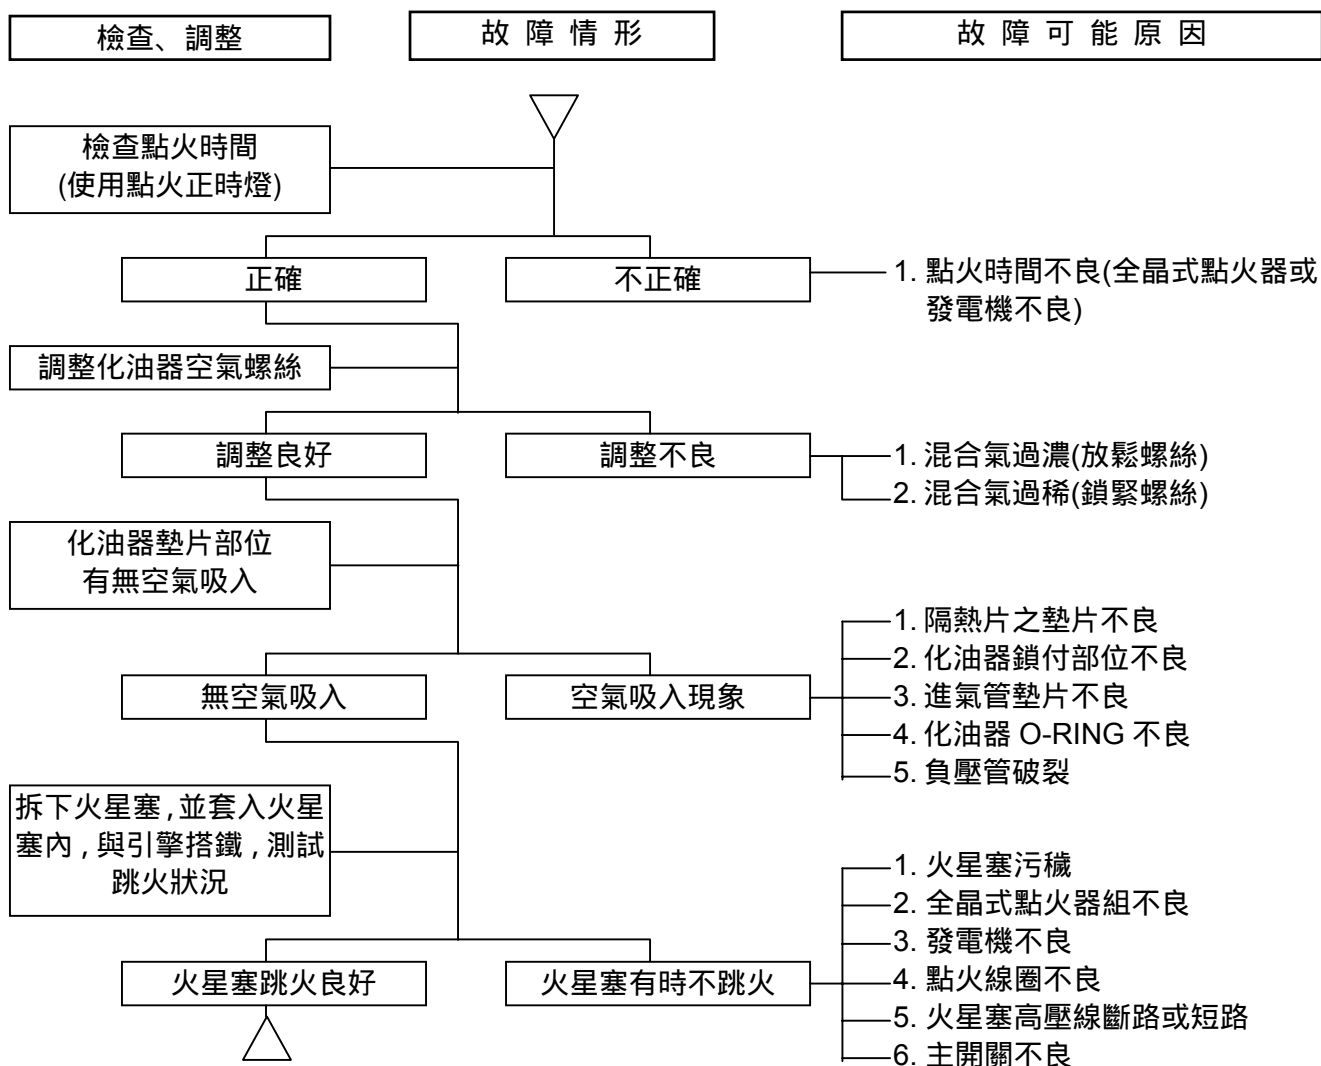 檢查、調整
故 障 情 形
故 障 可 能 原 因
檢查點火時間
(使用點火正時燈)
正確
不正確
1. 點火時間不良(全晶式點火器或
發電機不良)
調整化油器空氣螺絲
調整良好
調整不良
1. 混合氣過濃(放鬆螺絲)
2. 混合氣過稀(鎖緊螺絲)
化油器墊片部位
有無空氣吸入
無空氣吸入
空氣吸入現象
1. 隔熱片之墊片不良
2. 化油器鎖付部位不良
3. 進氣管墊片不良
4. 化油器 O-RING 不良
5. 負壓管破裂
拆下火星塞,並套入火星
塞內,與引擎搭鐵,測試
跳火狀況
火星塞跳火良好
火星塞有時不跳火
1. 火星塞污穢
2. 全晶式點火器組不良
3. 發電機不良
4. 點火線圈不良
5. 火星塞高壓線斷路或短路
6. 主開關不良